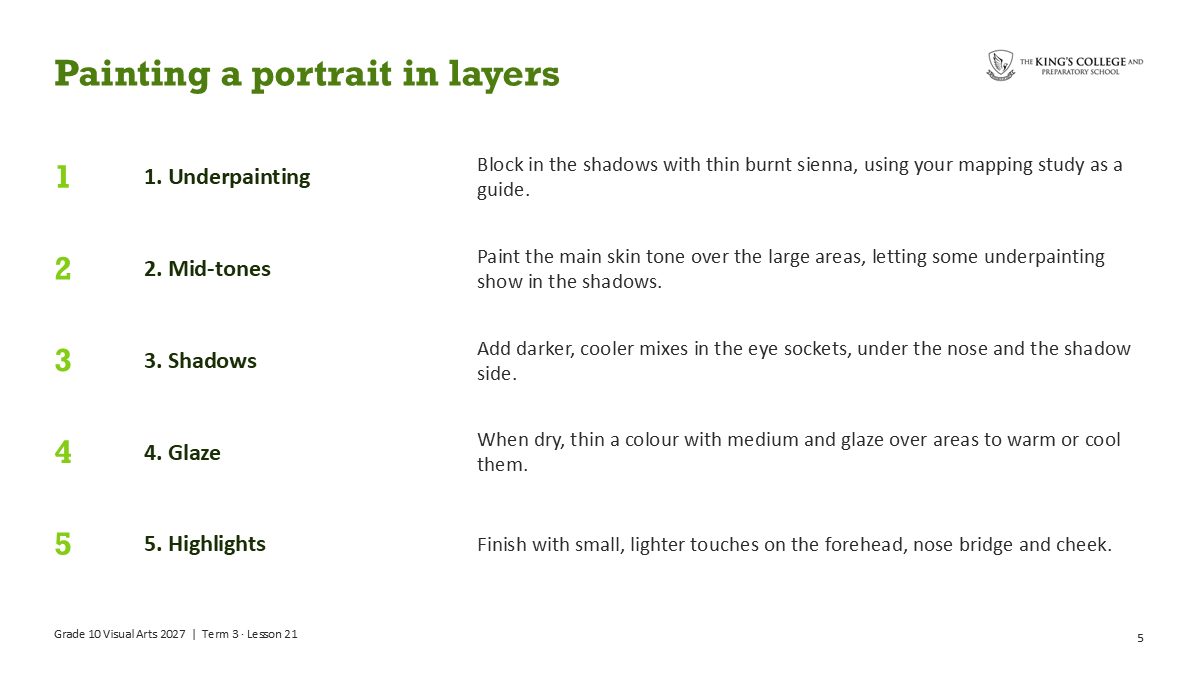 Painting a portrait in layers
THE KING'S COLLEGE AND
PREPARATORY SCHOOL
1
1. Underpainting
Block in the shadows with thin burnt sienna, using your mapping study as a
guide.
2
2. Mid-tones
Paint the main skin tone over the large areas, letting some underpainting
show in the shadows.
3
3. Shadows
Add darker, cooler mixes in the eye sockets, under the nose and the shadow
side.
4
4. Glaze
When dry, thin a colour with medium and glaze over areas to warm or cool
them.
5
5. Highlights
Finish with small, lighter touches on the forehead, nose bridge and cheek.
Grade 10 Visual Arts 2027 | Term 3 · Lesson 21
5